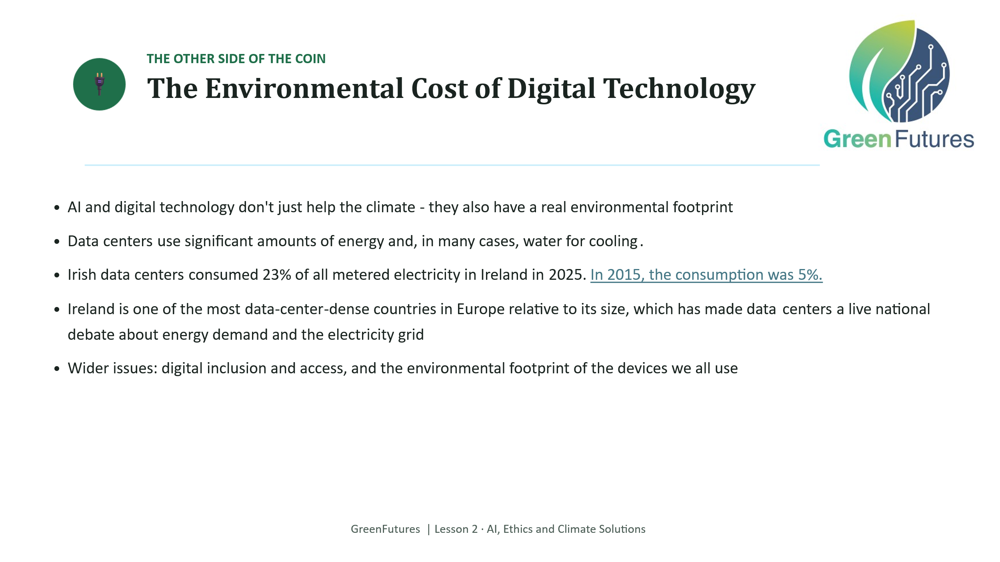 THE OTHER SIDE OF THE COIN
The Environmental Cost of Digital Technology
GreenFutures
• AI and digital technology don't just help the climate - they also have a real environmental footprint
• Data centers use significant amounts of energy and, in many cases, water for cooling.
• Irish data centers consumed 23% of all metered electricity in Ireland in 2025. In 2015, the consumption was 5%.
• Ireland is one of the most data-center-dense countries in Europe relative to its size, which has made data centers a live national
debate about energy demand and the electricity grid
• Wider issues: digital inclusion and access, and the environmental footprint of the devices we all use
GreenFutures | Lesson 2 · AI, Ethics and Climate Solutions